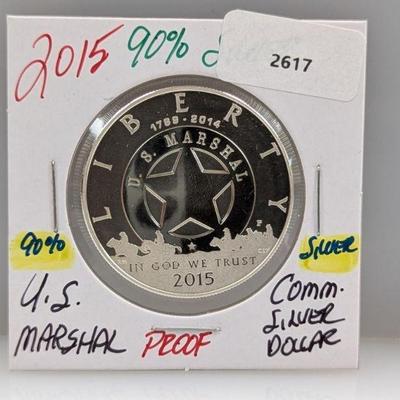 2015 90%
2617
LIBERTY
1789-2014
U.S. MARSHAL
P
IN GOD WE TRUST
2015
90%
SILVER
U.S.
MARSHAL
PROOF
Comm.
SILVER
DOLLAR